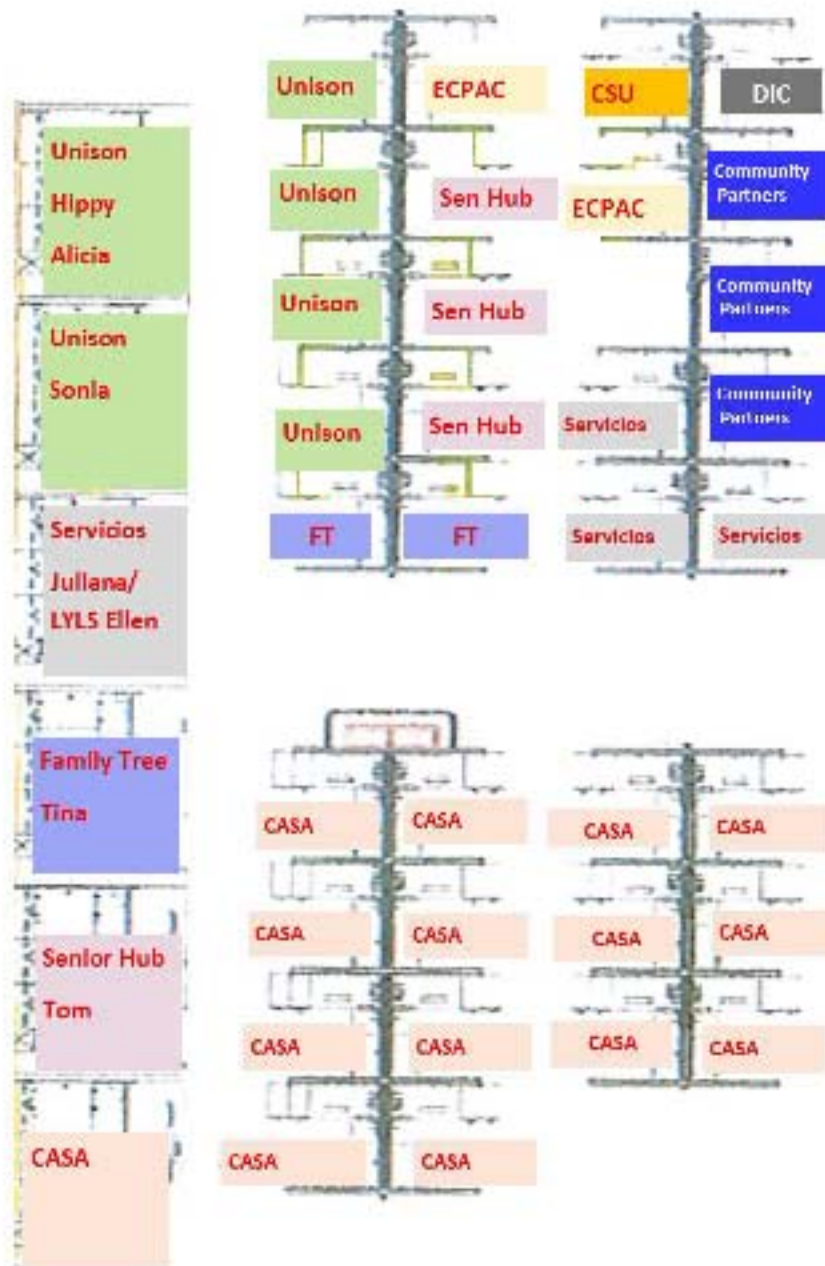 Unison
Hippy
Alicia
Unison
Sonia
Servicios
Juliana/
LYLS Ellen
Family Tree
Tina
Senior Hub
Tom
CASA
Unison
ECPAC
Unison
Sen Hub
Unison
Sen Hub
Unison
Sen Hub
FT
FT
CSU
DIC
ECPAC
Community
Partners
Community
Partners
Servicios
Community
Partners
Servicios
Servicios
CASA
CASA
CASA
CASA
CASA
CASA
CASA
CASA
CASA
CASA
CASA
CASA
CASA
CASA